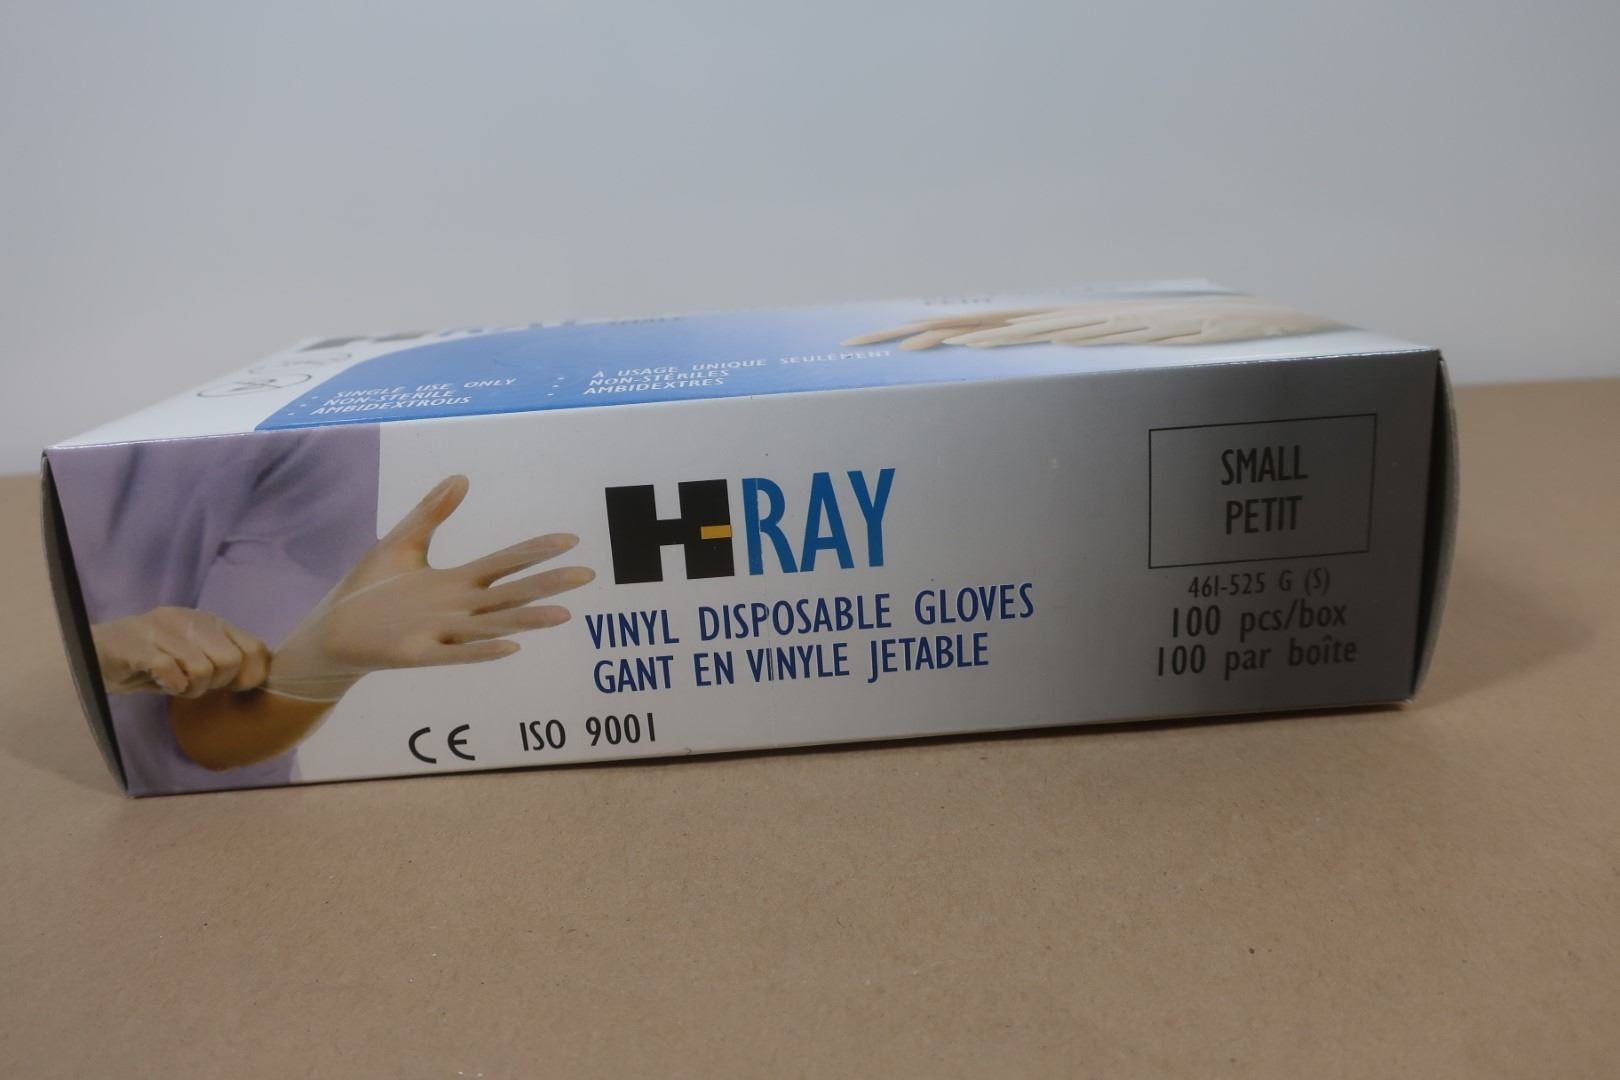 SINGLE USE ONLY
NON-STERILE
AMBIDEXTROUS
À USAGE UNIQUE SEULEMENT
NON-STÉRILES
AMBIDEXTRES
H-RAY
VINYL DISPOSABLE GLOVES
GANT EN VINYLE JETABLE
CE ISO 9001
SMALL
PETIT
461-525 G (S)
100 pcs/box
100 par boîte